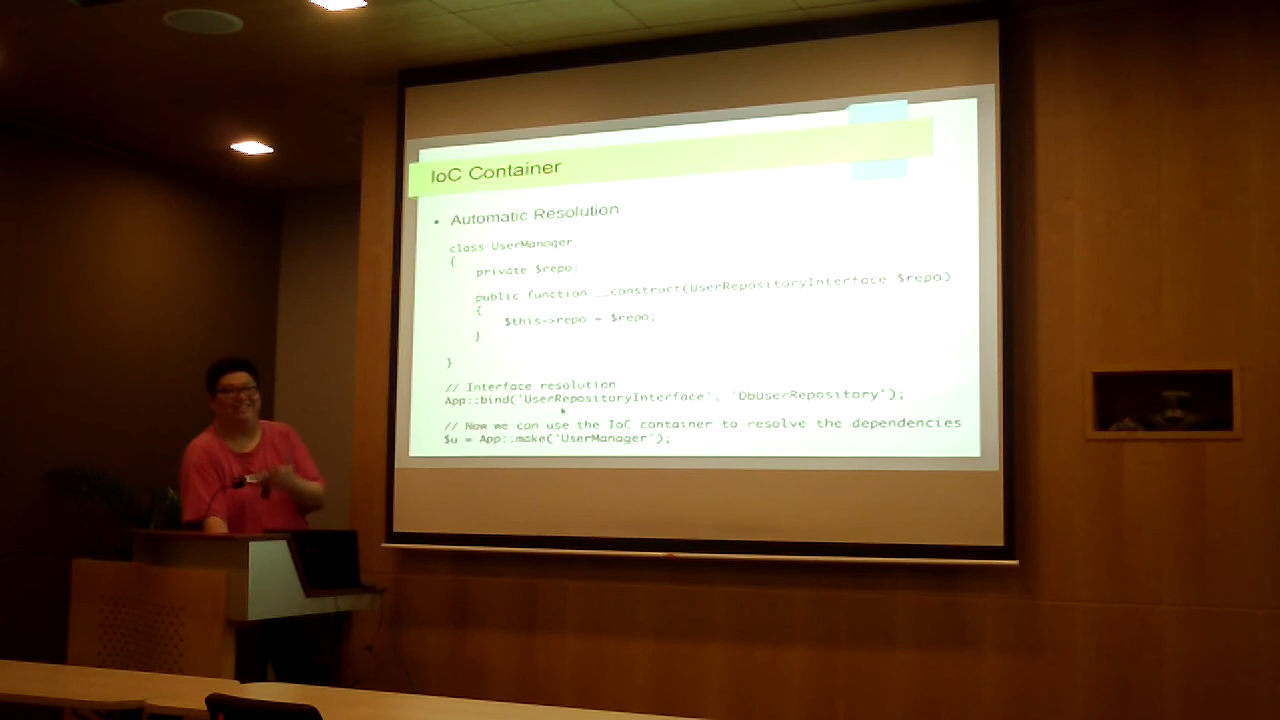 IoC Container
• Automatic Resolution
class UserManager
{
private $repo;
public function __construct(UserRepositoryInterface $repo)
{
$this->repo = $repo;
}
}
// Interface resolution
App::bind('UserRepositoryInterface', 'DbUserRepository');
// Now we can use the IoC container to resolve the dependencies
$u = App::make('UserManager');